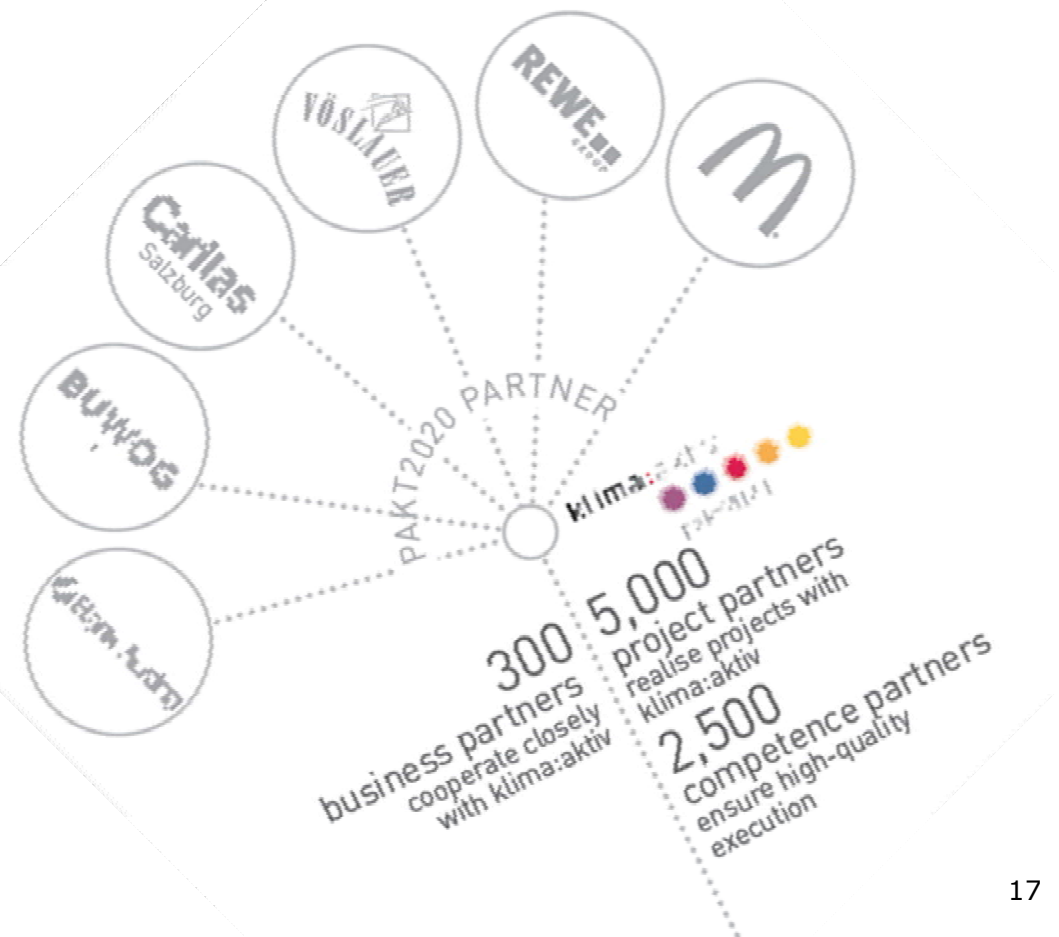 VÖSLAUER
REWE
GROUP
Caritas
Salzburg
BUWOG
PAKT2020 PARTNER
klima:
300
business partners
cooperate closely
with klima:aktiv
5,000
project partners
realise projects with
klima:aktiv
2,500
competence partners
ensure high-quality
execution
17